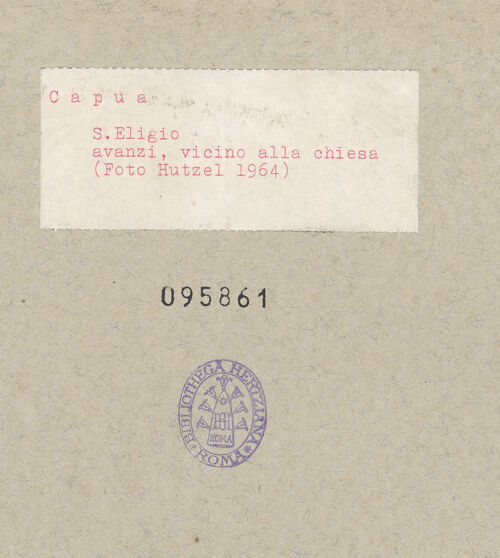 Capua
S.Eligio
avanzi, vicino alla chiesa
(Foto Hutzel 1964)
095861
BIBLIOTHECA HERTZIANA
ROMA
ROMA